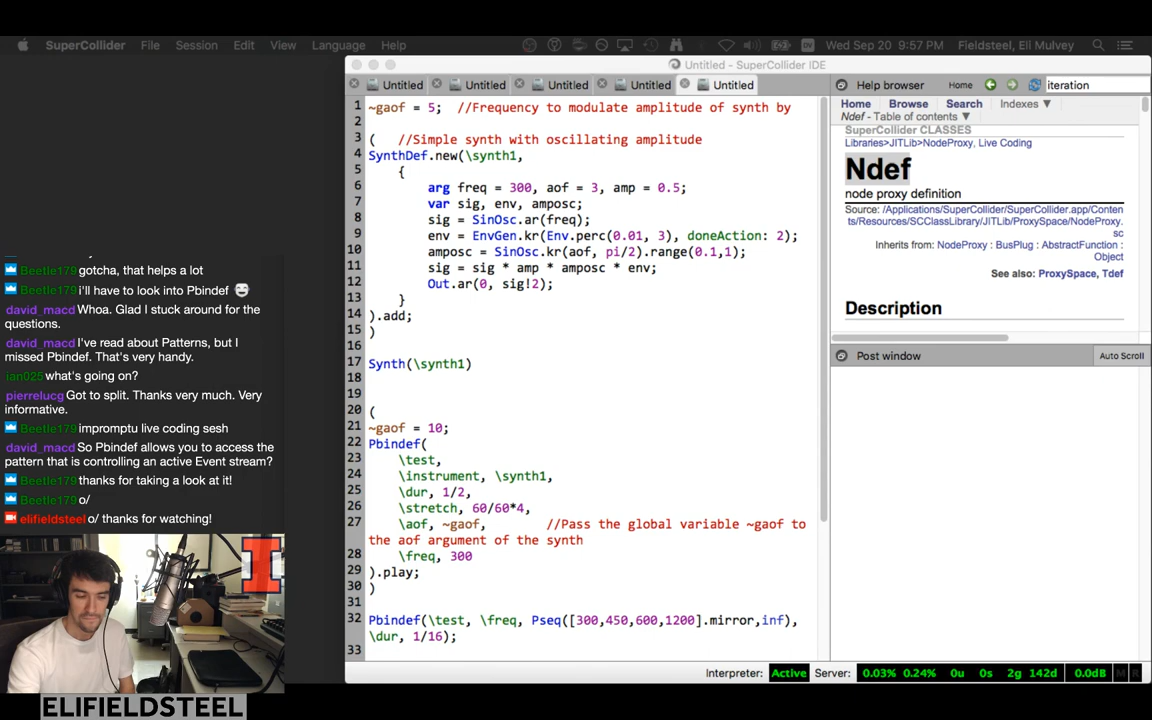 SuperCollider File Session Edit View Language Help Wed Sep 20 9:57 PM Fieldsteel, Eli Mulvey
Untitled - SuperCollider IDE
Untitled Untitled Untitled Untitled Untitled
Help browser Home iteration
1 ~gaof = 5; //Frequency to modulate amplitude of synth by
2
3 ( //Simple synth with oscillating amplitude
4 SynthDef.new(\synth1,
5 {
6 arg freq = 300, aof = 3, amp = 0.5;
7 var sig, env, amposc;
8 sig = SinOsc.ar(freq);
9 env = EnvGen.kr(Env.perc(0.01, 3), doneAction: 2);
10 amposc = SinOsc.kr(aof, pi/2).range(0.1,1);
11 sig = sig * amp * amposc * env;
12 Out.ar(0, sig!2);
13 }
14 ).add;
15 )
16
17 Synth(\synth1)
18
19
20 (
21 ~gaof = 10;
22 Pbindef(
23 \test,
24 \instrument, \synth1,
25 \dur, 1/2,
26 \stretch, 60/60*4,
27 \aof, ~gaof, //Pass the global variable ~gaof to
the aof argument of the synth
28 \freq, 300
29 ).play;
30 )
31
32 Pbindef(\test, \freq, Pseq([300,450,600,1200].mirror,inf),
\dur, 1/16);
33
Home Browse Search Indexes ▼
Ndef - Table of contents ▼
SuperCollider CLASSES
Libraries>JITLib>NodeProxy, Live Coding
Ndef
node proxy definition
Source: /Applications/SuperCollider/SuperCollider.app/Conten
ts/Resources/SCClassLibrary/JITLib/ProxySpace/NodeProxy.
sc
Inherits from: NodeProxy : BusPlug : AbstractFunction :
Object
See also: ProxySpace, Tdef
Description
Post window Auto Scroll
Interpreter: Active Server: 0.03% 0.24% 0u 0s 2g 142d 0.0dB M R
Beetle179 gotcha, that helps a lot
Beetle179 i'll have to look into Pbindef
david_macd Whoa. Glad I stuck around for the
questions.
david_macd I've read about Patterns, but I
missed Pbindef. That's very handy.
ian025 what's going on?
pierrelucg Got to split. Thanks very much. Very
informative.
Beetle179 impromptu live coding sesh
david_macd So Pbindef allows you to access the
pattern that is controlling an active Event stream?
Beetle179 thanks for taking a look at it!
Beetle179 o/
elifieldsteel o/ thanks for watching!
I
ELIFIELDSTEEL